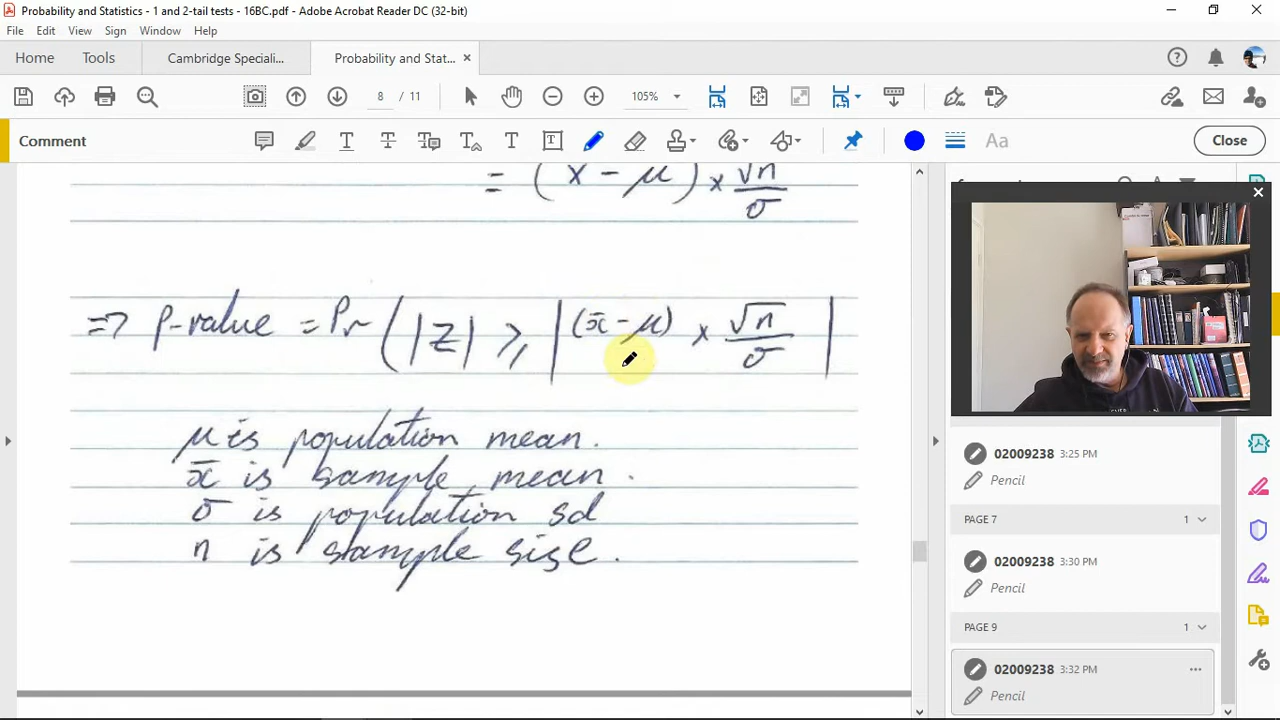 Probability and Statistics - 1 and 2-tail tests - 16BC.pdf - Adobe Acrobat Reader DC (32-bit)
File Edit View Sign Window Help
Home Tools Cambridge Speciali... Probability and Stat... ×
8 / 11 105%
Comment T T T T T Aa Close
= (x - μ) × √n/σ
=> p-value = Pr ( |Z| ⩾ | (x̄ - μ) × √n/σ |
μ is population mean.
x̄ is sample mean.
σ is population sd
n is sample size.
02009238 3:25 PM
Pencil
PAGE 7 1
02009238 3:30 PM
Pencil
PAGE 9 1
02009238 3:32 PM
Pencil